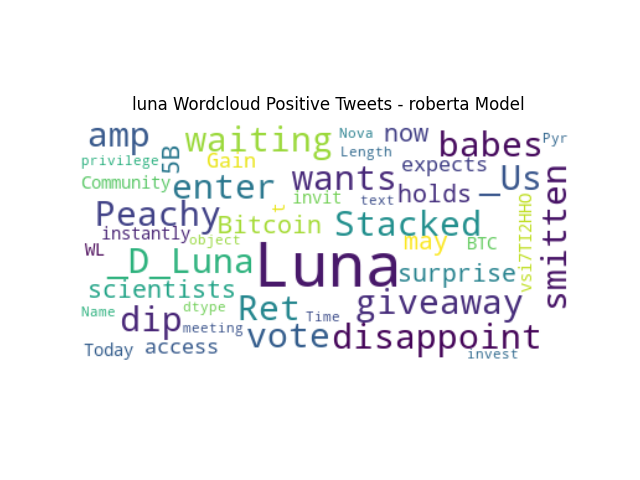 luna Wordcloud Positive Tweets - roberta Model
amp
waiting
Nova
now
babes
Pyr
privilege
5B
Gain
Length
expects
Community
enter
wants
_Us
holds
invit
text
Peachy
t
Bitcoin
Stacked
smitten
instantly
object
may
BTC
vsi7TI2HHO
WL
_D_Luna
Luna
surprise
scientists
giveaway
Name
dip
dtype
Ret
Time
meeting
vote
disappoint
Today
access
invest